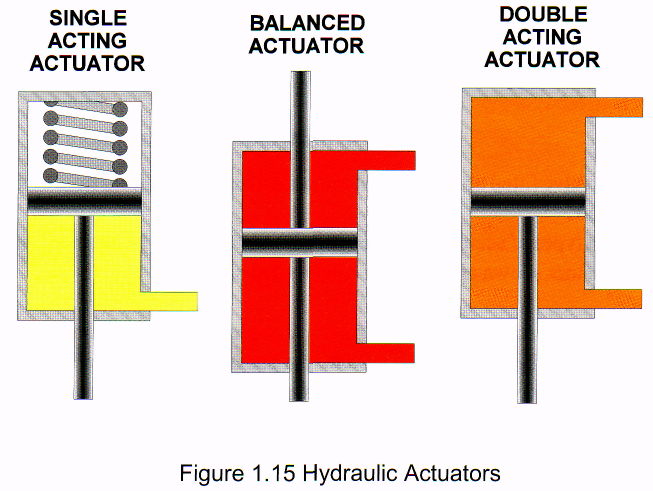 SINGLE
ACTING
ACTUATOR
BALANCED
ACTUATOR
DOUBLE
ACTING
ACTUATOR
Figure 1.15 Hydraulic Actuators